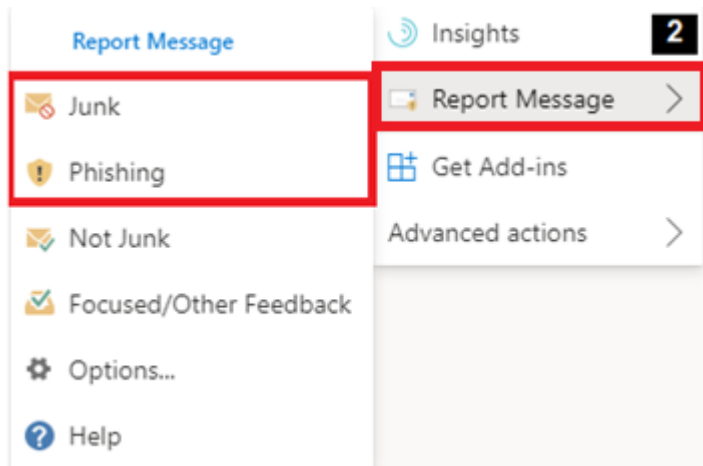 Report Message
Junk
Phishing
Not Junk
Focused/Other Feedback
Options...
Help
Insights
2
Report Message
Get Add-ins
Advanced actions